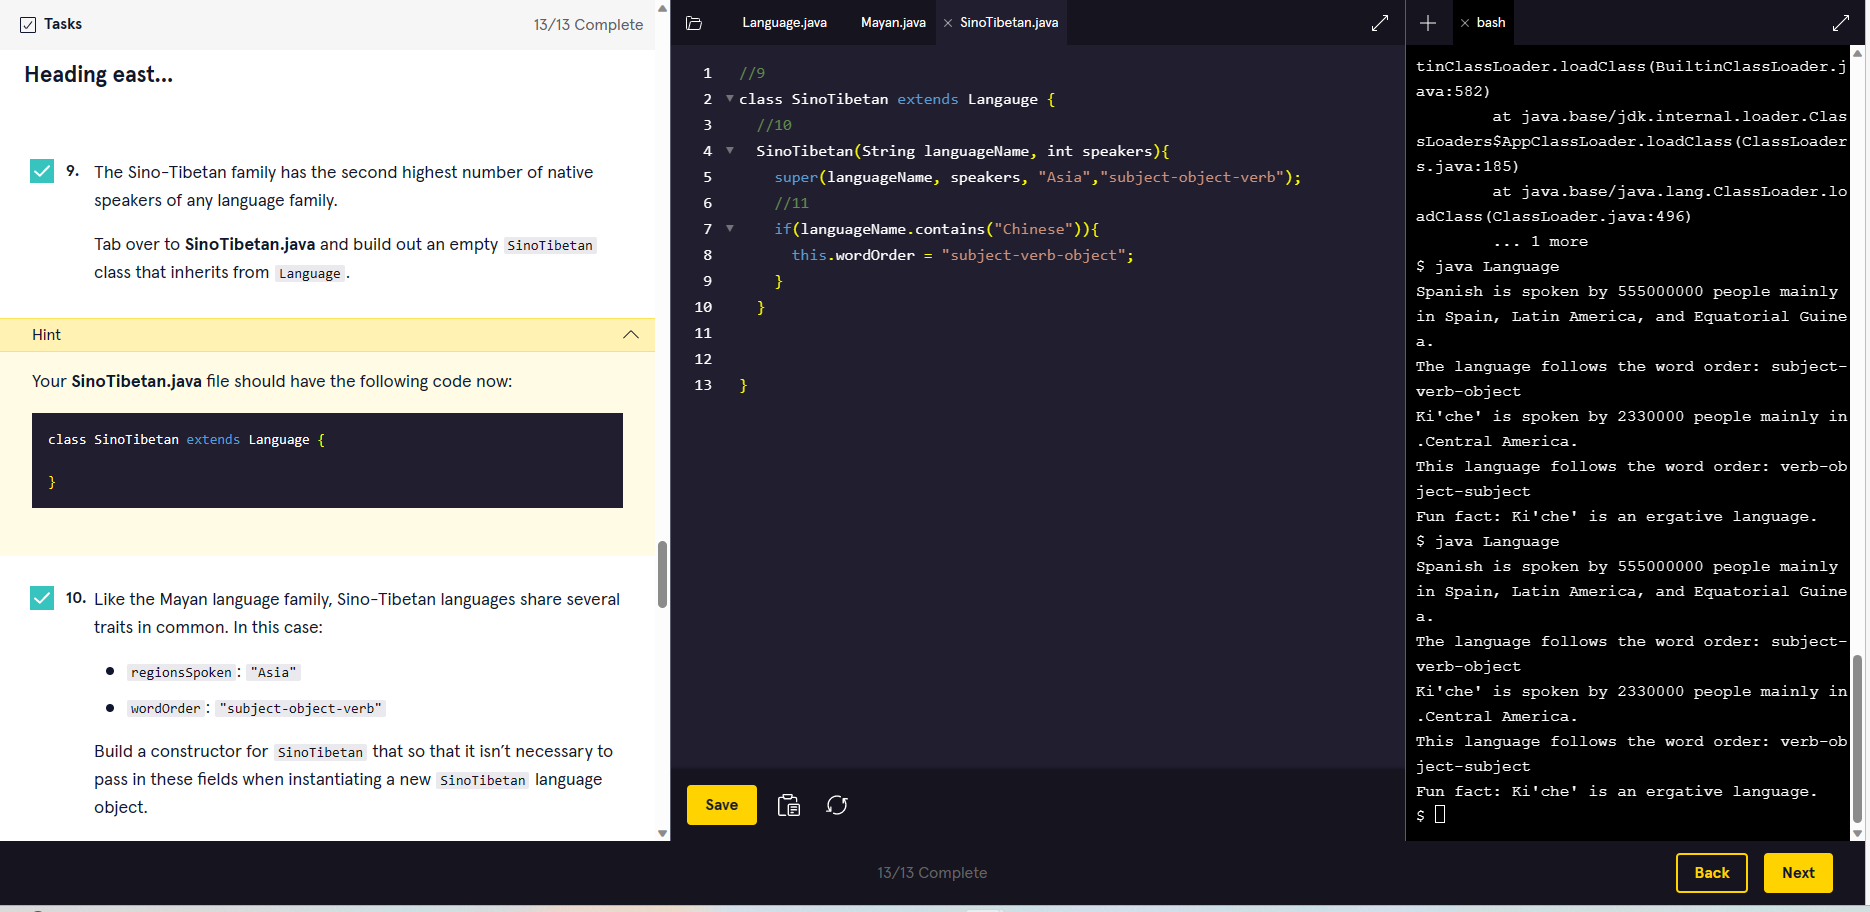 Tasks
13/13 Complete
Heading east...
9. The Sino-Tibetan family has the second highest number of native
speakers of any language family.
Tab over to SinoTibetan.java and build out an empty SinoTibetan
class that inherits from Language.
Hint
Your SinoTibetan.java file should have the following code now:
class SinoTibetan extends Language {
}
10. Like the Mayan language family, Sino-Tibetan languages share several
traits in common. In this case:
regionsSpoken: "Asia"
wordOrder: "subject-object-verb"
Build a constructor for SinoTibetan that so that it isn't necessary to
pass in these fields when instantiating a new SinoTibetan language
object.
Language.java
Mayan.java
SinoTibetan.java
1 //9
2 class SinoTibetan extends Langauge {
3 //10
4 SinoTibetan(String languageName, int speakers){
5 super(languageName, speakers, "Asia","subject-object-verb");
6 //11
7 if(languageName.contains("Chinese")){
8 this.wordOrder = "subject-verb-object";
9 }
10 }
11
12
13 }
Save
bash
tinClassLoader.loadClass(BuiltinClassLoader.j
ava:582)
at java.base/jdk.internal.loader.Clas
sLoaders$AppClassLoader.loadClass(ClassLoader
s.java:185)
at java.base/java.lang.ClassLoader.lo
adClass(ClassLoader.java:496)
... 1 more
$ java Language
Spanish is spoken by 555000000 people mainly
in Spain, Latin America, and Equatorial Guine
a.
The language follows the word order: subject-
verb-object
Ki'che' is spoken by 2330000 people mainly in
.Central America.
This language follows the word order: verb-ob
ject-subject
Fun fact: Ki'che' is an ergative language.
$ java Language
Spanish is spoken by 555000000 people mainly
in Spain, Latin America, and Equatorial Guine
a.
The language follows the word order: subject-
verb-object
Ki'che' is spoken by 2330000 people mainly in
.Central America.
This language follows the word order: verb-ob
ject-subject
Fun fact: Ki'che' is an ergative language.
$
13/13 Complete
Back
Next